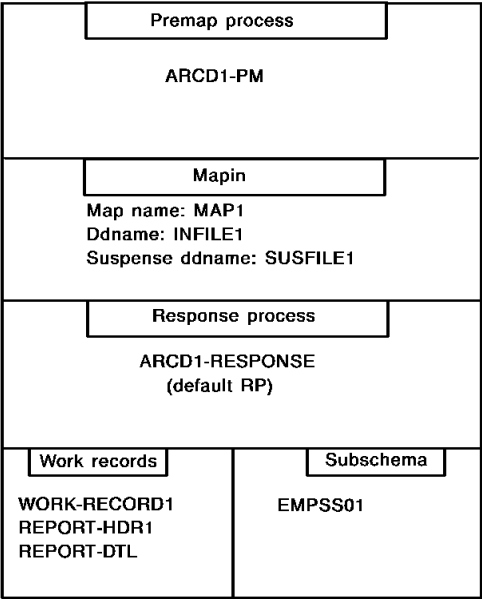 Premap process
ARCD1-PM
Mapin
Map name: MAP1
Ddname: INFILE1
Suspense ddname: SUSFILE1
Response process
ARCD1-RESPONSE
(default RP)
Work records
WORK-RECORD1
REPORT-HDR1
REPORT-DTL
Subschema
EMPSS01